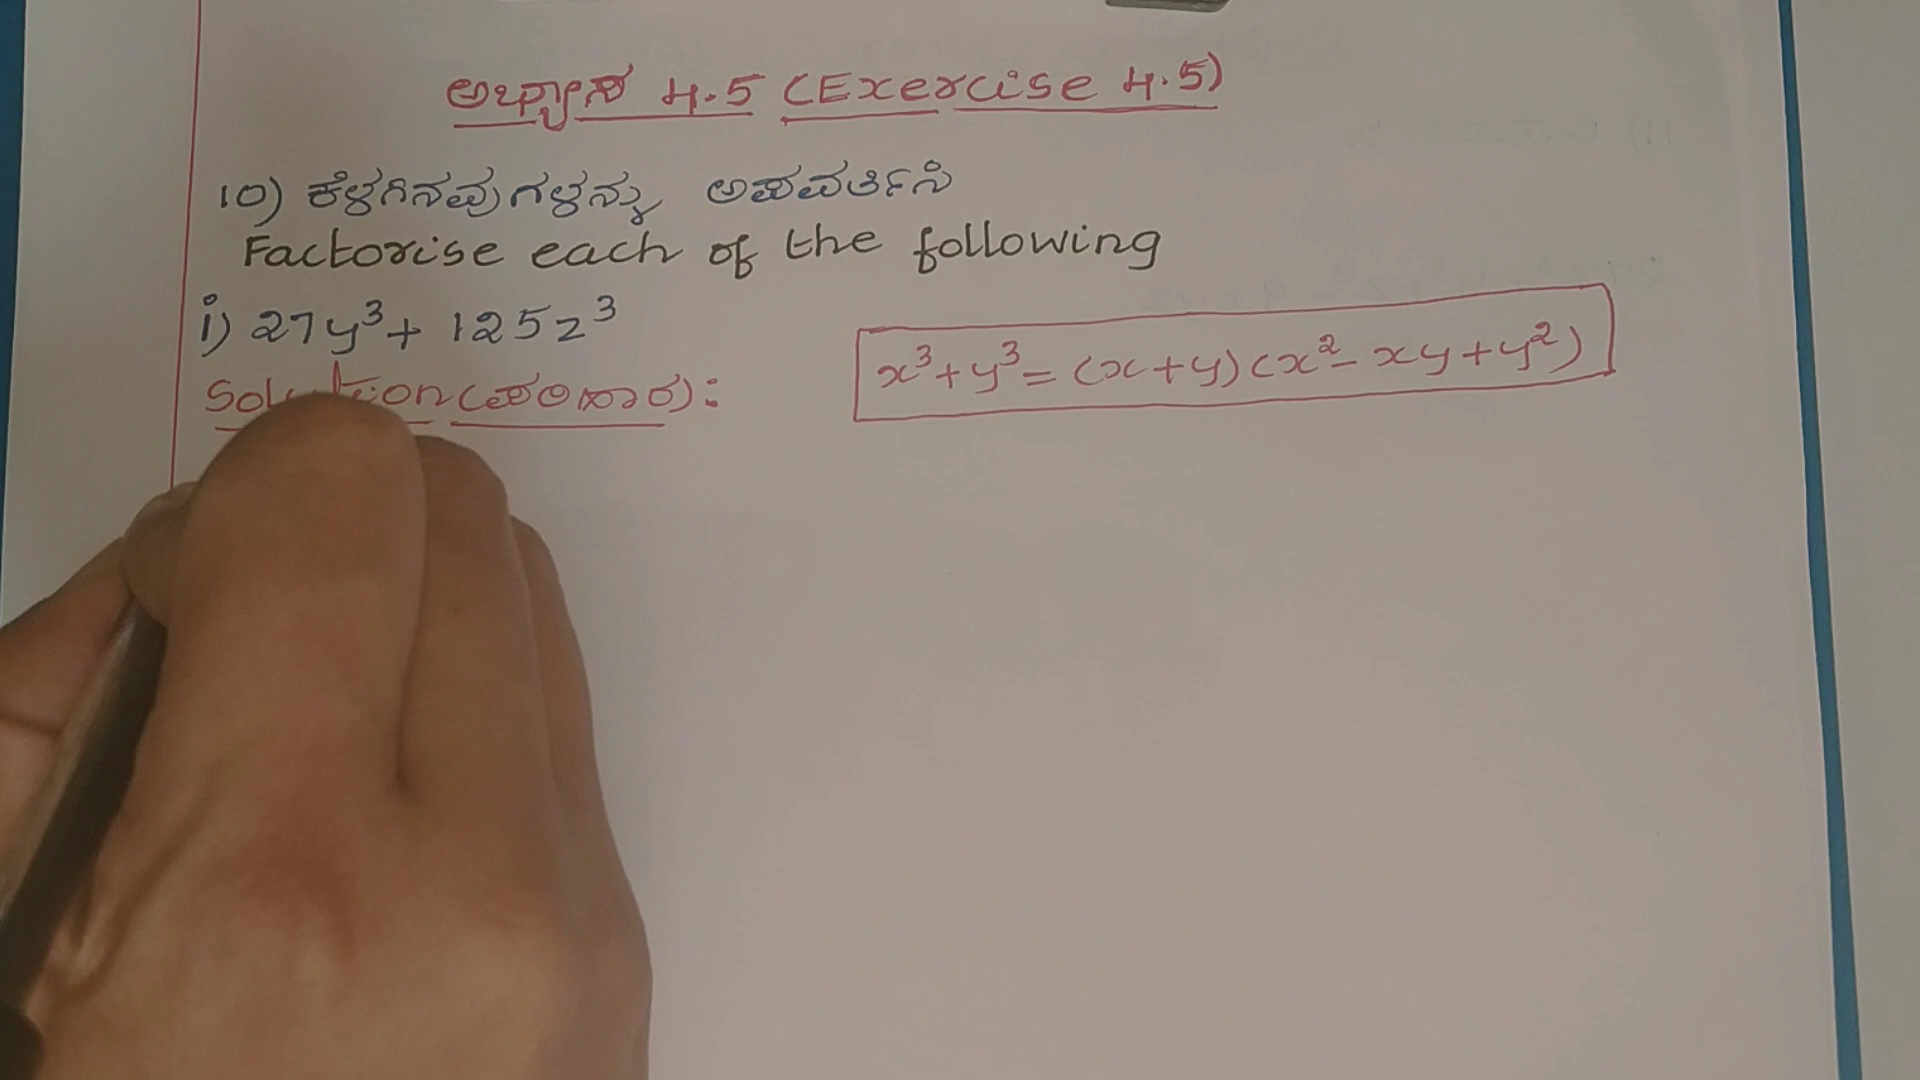 ಅಭ್ಯಾಸ 4.5 (Exercise 4.5)
10) ಕೆಳಗಿನವುಗಳನ್ನು ಅಪವರ್ತಿಸಿ
Factorise each of the following
i) 27y³ + 125z³
x³ + y³ = (x + y) (x² - xy + y²)
Solution (ಪರಿಹಾರ) :